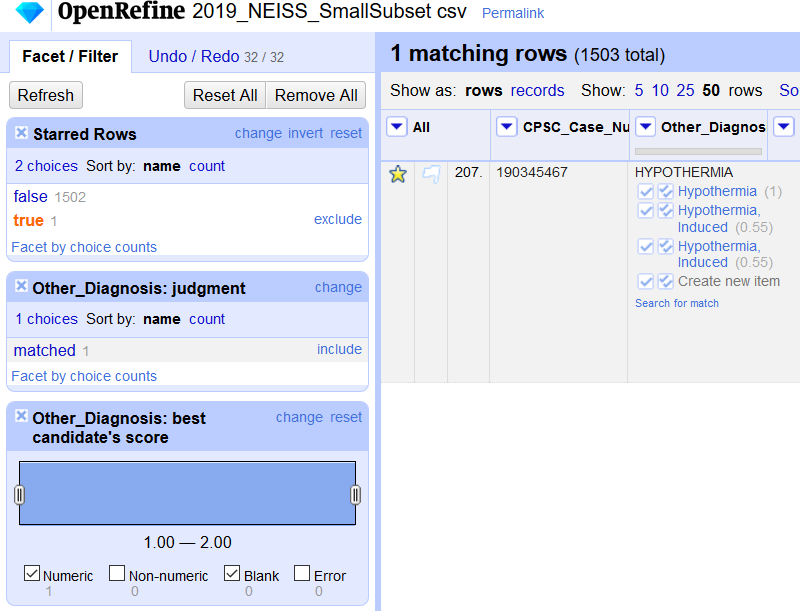 OpenRefine 2019_NEISS_SmallSubset csv Permalink
Facet / Filter Undo / Redo 32 / 32
Refresh Reset All Remove All
Starred Rows change invert reset
2 choices Sort by: name count
false 1502
true 1 exclude
Facet by choice counts
Other_Diagnosis: judgment change
1 choices Sort by: name count
matched 1 include
Facet by choice counts
Other_Diagnosis: best change reset
candidate's score
1.00 — 2.00
Numeric Non-numeric Blank Error
1 0 0 0
1 matching rows (1503 total)
Show as: rows records Show: 5 10 25 50 rows So
All CPSC_Case_Nu Other_Diagnos
207. 190345467 HYPOTHERMIA
Hypothermia (1)
Hypothermia,
Induced (0.55)
Hypothermia,
Induced (0.55)
Create new item
Search for match